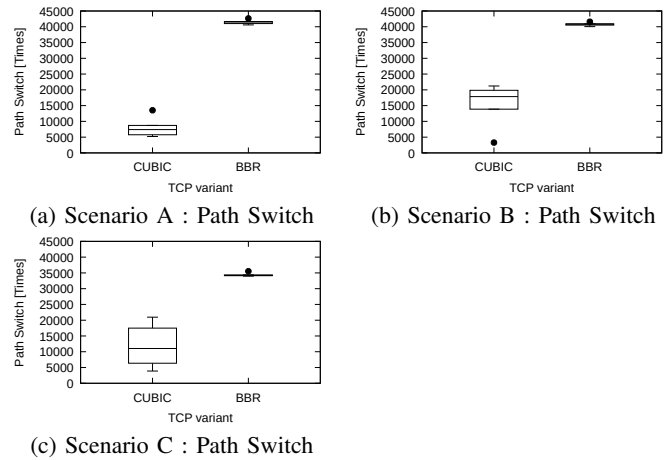 Path Switch [Times]
45000
40000
35000
30000
25000
20000
15000
10000
5000
0
CUBIC BBR
TCP variant
(a) Scenario A : Path Switch
Path Switch [Times]
45000
40000
35000
30000
25000
20000
15000
10000
5000
0
CUBIC BBR
TCP variant
(b) Scenario B : Path Switch
Path Switch [Times]
45000
40000
35000
30000
25000
20000
15000
10000
5000
0
CUBIC BBR
TCP variant
(c) Scenario C : Path Switch